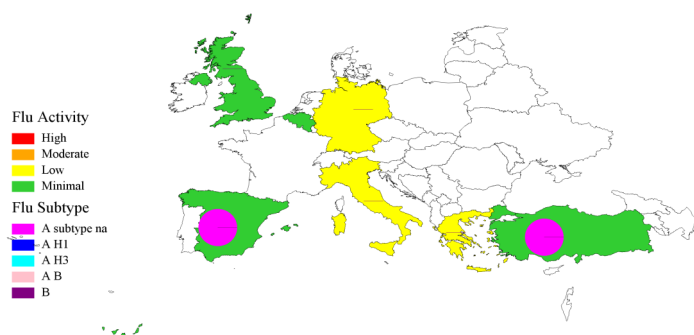 Flu Activity
High
Moderate
Low
Minimal
Flu Subtype
A subtype na
A H1
A H3
A B
B